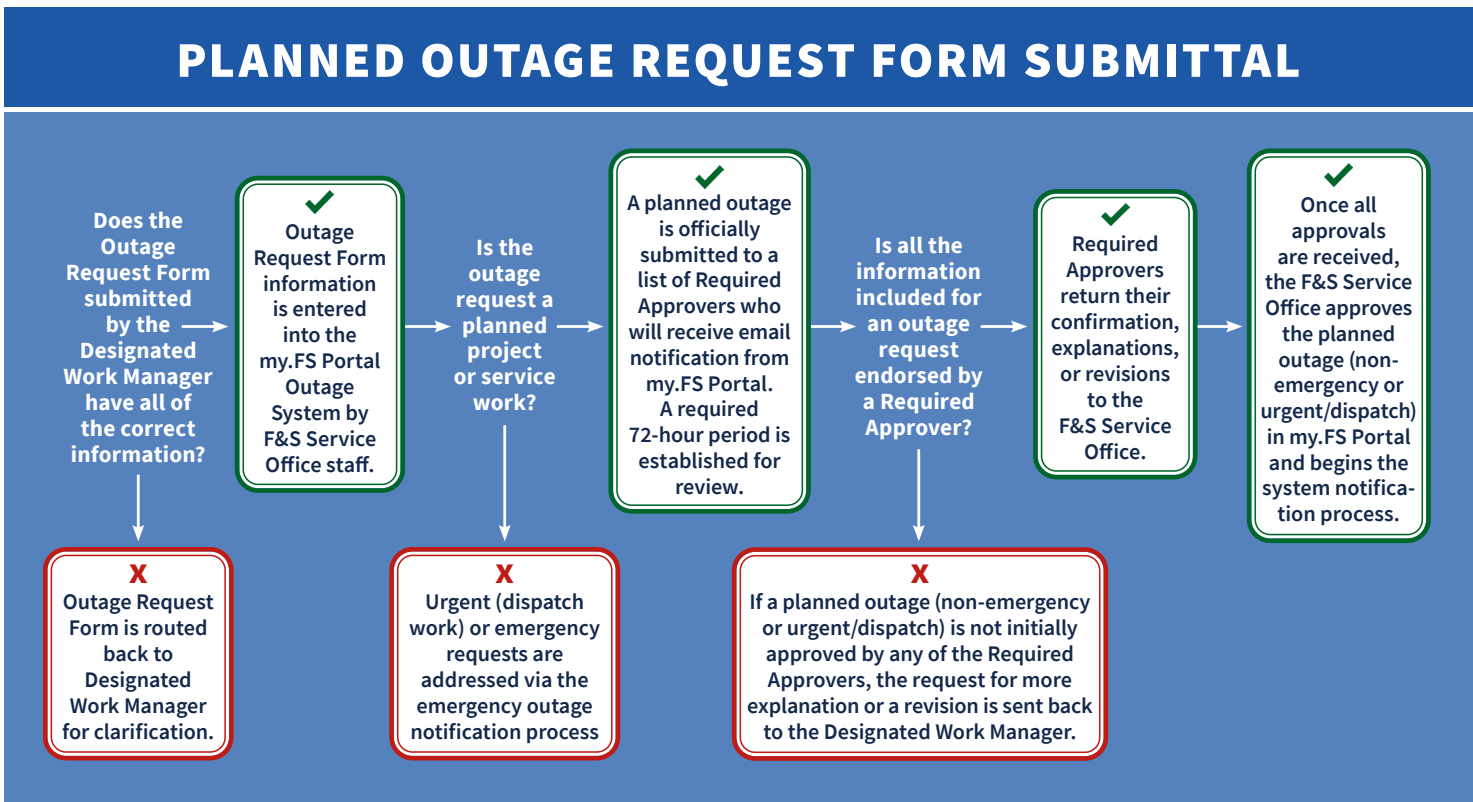 PLANNED OUTAGE REQUEST FORM SUBMITTAL
Does the
Outage
Request Form
submitted
by the
Designated
Work Manager
have all of
the correct
information?
✓
Outage
Request Form
information
is entered
into the
my.FS Portal
Outage
System by
F&S Service
Office staff.
Is the
outage
request a
planned
project
or service
work?
✓
A planned outage
is officially
submitted to a
list of Required
Approvers who
will receive email
notification from
my.FS Portal.
A required
72-hour period is
established for
review.
Is all the
information
included for
an outage
request
endorsed by
a Required
Approver?
✓
Required
Approvers
return their
confirmation,
explanations,
or revisions
to the
F&S Service
Office.
✓
Once all
approvals
are received,
the F&S Service
Office approves
the planned
outage (non-
emergency or
urgent/dispatch)
in my.FS Portal
and begins the
system notifica-
tion process.
X
Outage Request
Form is routed
back to
Designated
Work Manager
for clarification.
X
Urgent (dispatch
work) or emergency
requests are
addressed via the
emergency outage
notification process
X
If a planned outage (non-emergency
or urgent/dispatch) is not initially
approved by any of the Required
Approvers, the request for more
explanation or a revision is sent back
to the Designated Work Manager.